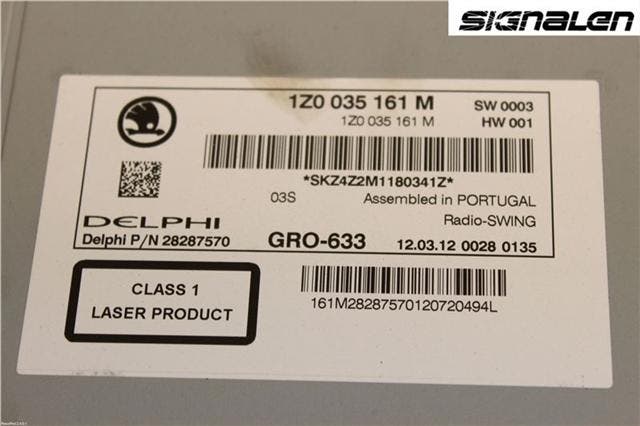 SIGNALEN
1Z0 035 161 M SW 0003
1Z0 035 161 M HW 001
*SKZ4Z2M1180341Z*
03S Assembled in PORTUGAL
DELPHI Radio-SWING
Delphi P/N 28287570 GRO-633 12.03.12 0028 0135
CLASS 1
LASER PRODUCT
161M28287570120720494L